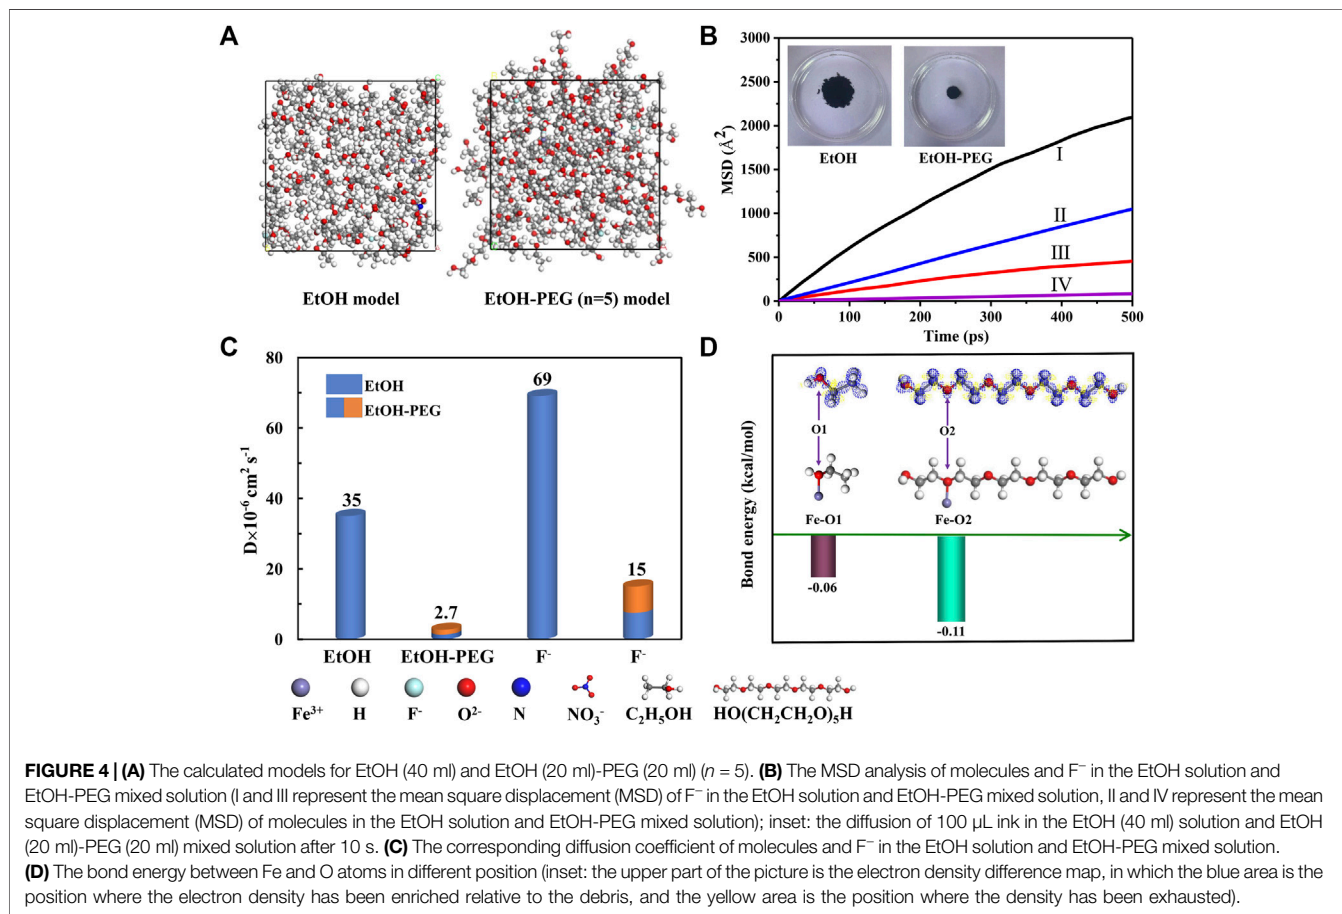 A
EtOH model
EtOH-PEG (n=5) model
B
3000
2500
2000
1500
1000
500
0
MSD (Å²)
EtOH
EtOH-PEG
I
II
III
IV
0
100
200
300
400
500
Time (ps)
C
80
60
40
20
0
D×10⁻⁶ cm² s⁻¹
EtOH
EtOH-PEG
35
2.7
69
15
EtOH
EtOH-PEG
F⁻
F⁻
D
Bond energy (kcal/mol)
O1
O2
Fe-O1
Fe-O2
-0.06
-0.11
Fe³⁺
H
F⁻
O²⁻
N
NO₃⁻
C₂H₅OH
HO(CH₂CH₂O)₅H
FIGURE 4 | (A) The calculated models for EtOH (40 ml) and EtOH (20 ml)-PEG (20 ml) (n = 5). (B) The MSD analysis of molecules and F⁻ in the EtOH solution and
EtOH-PEG mixed solution (I and III represent the mean square displacement (MSD) of F⁻ in the EtOH solution and EtOH-PEG mixed solution, II and IV represent the mean
square displacement (MSD) of molecules in the EtOH solution and EtOH-PEG mixed solution); inset: the diffusion of 100 μL ink in the EtOH (40 ml) solution and EtOH
(20 ml)-PEG (20 ml) mixed solution after 10 s. (C) The corresponding diffusion coefficient of molecules and F⁻ in the EtOH solution and EtOH-PEG mixed solution.
(D) The bond energy between Fe and O atoms in different position (inset: the upper part of the picture is the electron density difference map, in which the blue area is the
position where the electron density has been enriched relative to the debris, and the yellow area is the position where the density has been exhausted).